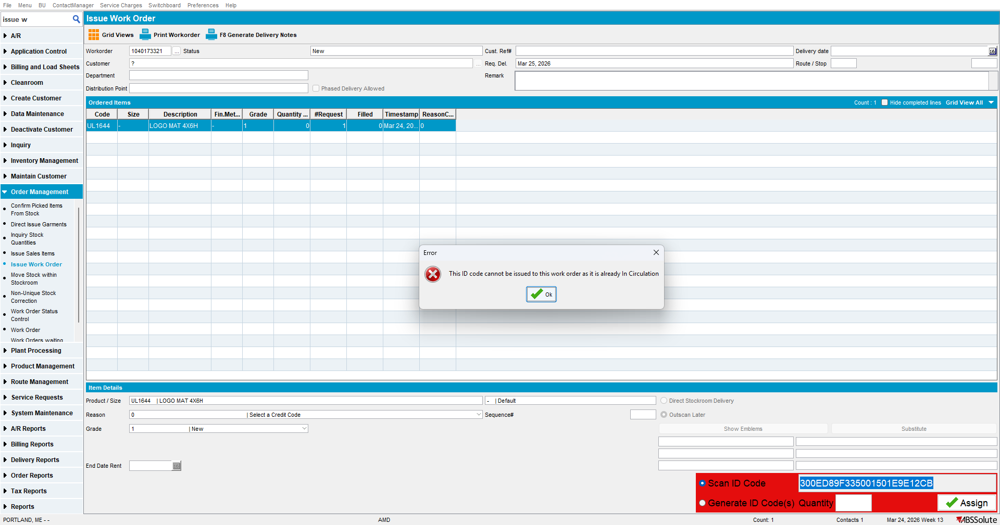 File Menu BU ContactManager Service Charges Switchboard Preferences Help
issue w
Issue Work Order
Grid Views Print Workorder F8 Generate Delivery Notes
A/R
Application Control
Billing and Load Sheets
Cleanroom
Create Customer
Data Maintenance
Deactivate Customer
Inquiry
Inventory Management
Maintain Customer
Order Management
Confirm Picked Items
From Stock
Direct Issue Garments
Inquiry Stock
Quantities
Issue Sales Items
Issue Work Order
Move Stock within
Stockroom
Non-Unique Stock
Correction
Work Order Status
Control
Work Order
Work Orders waiting
Plant Processing
Product Management
Route Management
Service Requests
System Maintenance
A/R Reports
Billing Reports
Delivery Reports
Order Reports
Tax Reports
Reports
Workorder 1040173321 ... Status New Cust. Ref# Delivery date 16
Customer ? ... Req. Del. Mar 25, 2026 Route / Stop
Department Remark
Distribution Point Phased Delivery Allowed
Ordered Items Count : 1 Hide completed lines Grid View All
Code Size Description Fin.Met... Grade Quantity ... #Request Filled Timestamp ReasonC...
UL1644 - LOGO MAT 4X6H - 1 0 1 0 Mar 24, 20... 0
Error
This ID code cannot be issued to this work order as it is already In Circulation
Ok
Item Details
Product / Size UL1644 | LOGO MAT 4X6H - | Default Direct Stockroom Delivery
Reason 0 | Select a Credit Code Sequence# Outscan Later
Grade 1 | New Show Emblems Substitute
End Date Rent 16
Scan ID Code 300ED89F335001501E9E12CB
Generate ID Code(s) Quantity Assign
PORTLAND, ME - - AMD Count: 1 Contacts 1 Mar 24, 2026 Week 13 ABSSolute